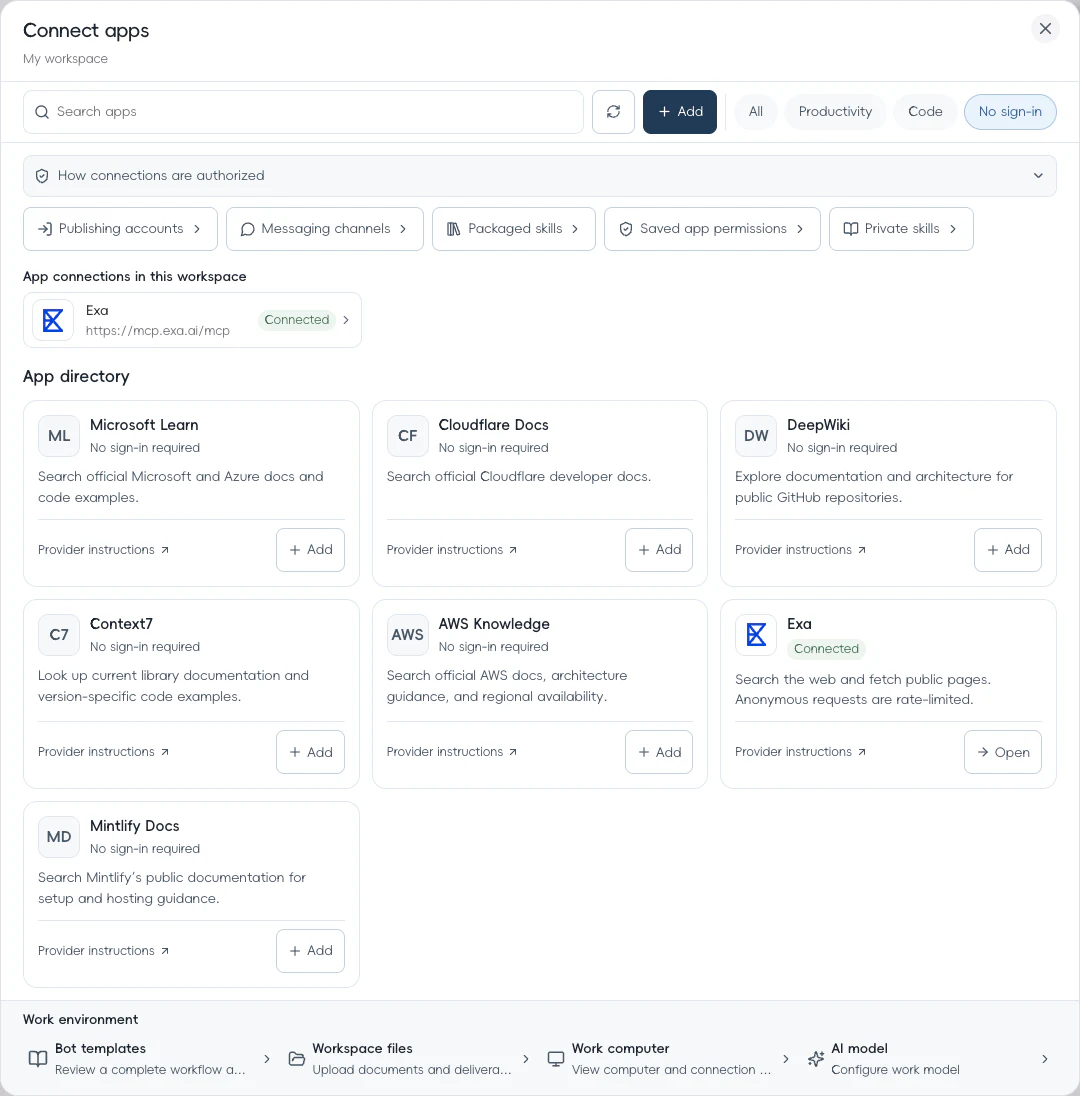 Connect apps
My workspace
Search apps
Add
All
Productivity
Code
No sign-in
How connections are authorized
Publishing accounts
Messaging channels
Packaged skills
Saved app permissions
Private skills
App connections in this workspace
Exa
https://mcp.exa.ai/mcp
Connected
App directory
ML
Microsoft Learn
No sign-in required
Search official Microsoft and Azure docs and
code examples.
Provider instructions
Add
CF
Cloudflare Docs
No sign-in required
Search official Cloudflare developer docs.
Provider instructions
Add
DW
DeepWiki
No sign-in required
Explore documentation and architecture for
public GitHub repositories.
Provider instructions
Add
C7
Context7
No sign-in required
Look up current library documentation and
version-specific code examples.
Provider instructions
Add
AWS
AWS Knowledge
No sign-in required
Search official AWS docs, architecture
guidance, and regional availability.
Provider instructions
Add
Exa
Connected
Search the web and fetch public pages.
Anonymous requests are rate-limited.
Provider instructions
Open
MD
Mintlify Docs
No sign-in required
Search Mintlify's public documentation for
setup and hosting guidance.
Provider instructions
Add
Work environment
Bot templates
Review a complete workflow a...
Workspace files
Upload documents and delivera...
Work computer
View computer and connection ...
AI model
Configure work model